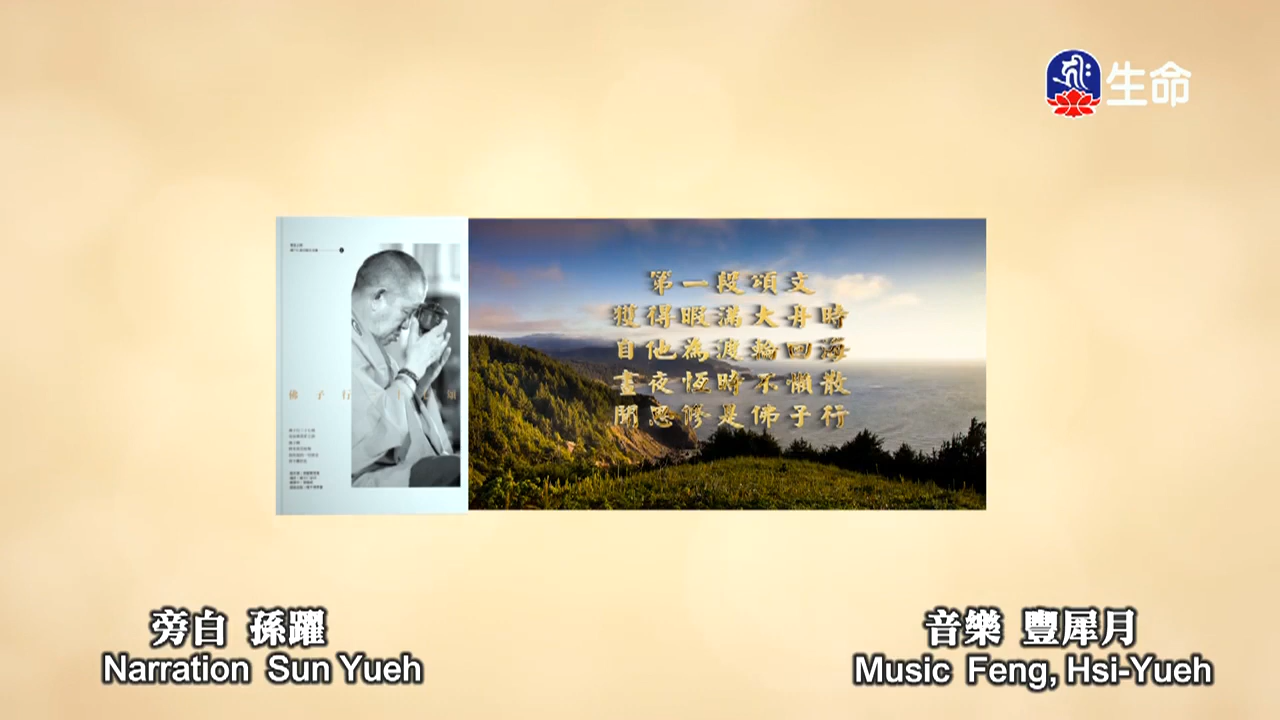 生命
第一段頌文
獲得暇滿大舟時
自他為渡輪回海
晝夜恆時不懶散
聞思修是佛子行
佛子行
旁白 孫躍
Narration Sun Yueh
音樂 豐犀月
Music Feng, Hsi-Yueh